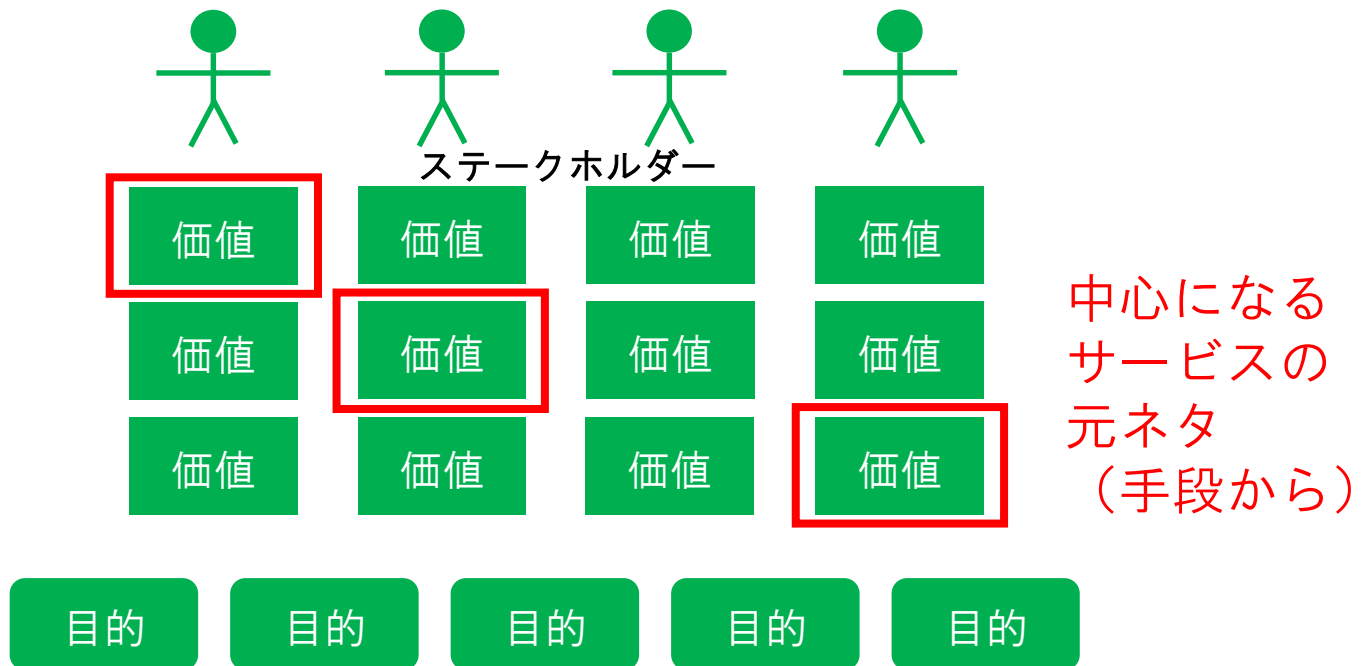 ステークホルダー
価値 価値 価値 価値
価値 価値 価値 価値
価値 価値 価値 価値
中心になる
サービスの
元ネタ
（手段から）
目的 目的 目的 目的 目的